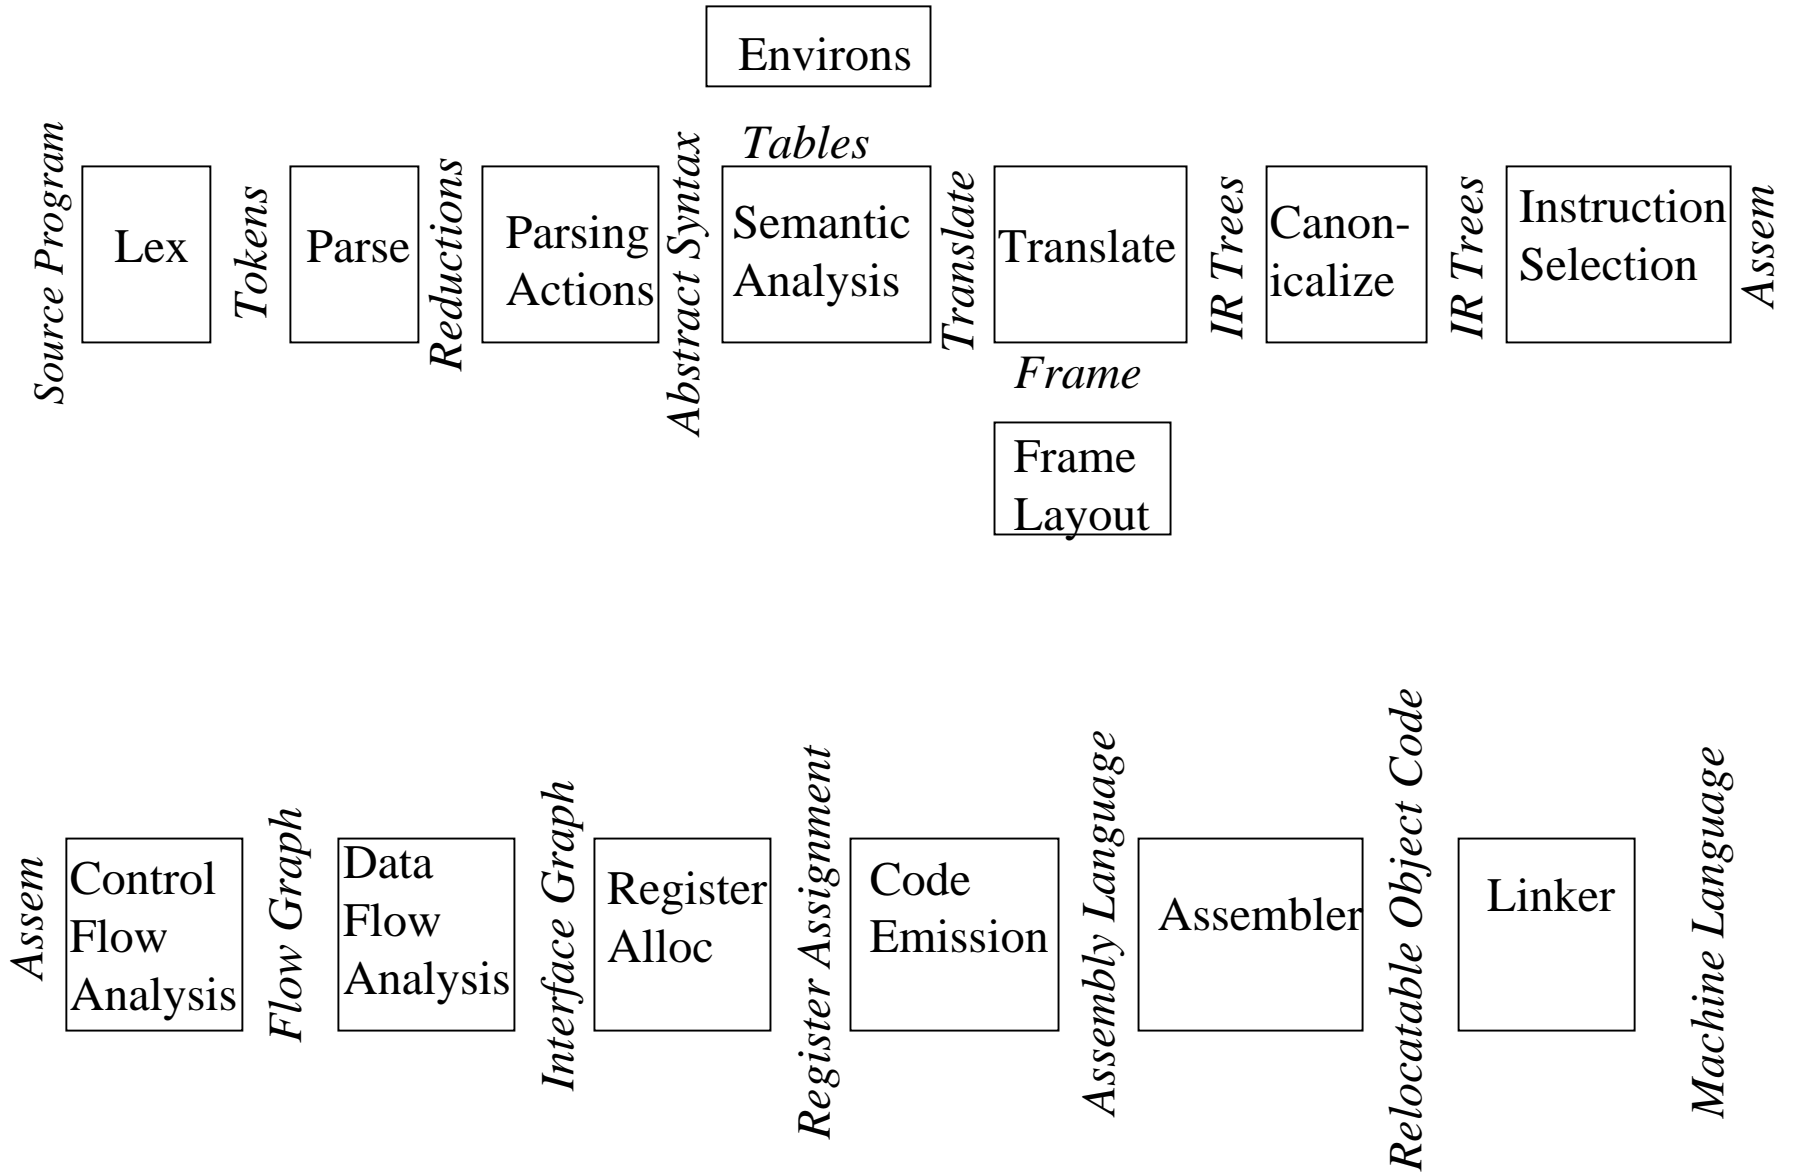 Environs
Tables
Source Program
Lex
Tokens
Parse
Reductions
Parsing
Actions
Abstract Syntax
Semantic
Analysis
Translate
Translate
IR Trees
Canon-
icalize
IR Trees
Instruction
Selection
Assem
Frame
Frame
Layout
Assem
Control
Flow
Analysis
Flow Graph
Data
Flow
Analysis
Interface Graph
Register
Alloc
Register Assignment
Code
Emission
Assembly Language
Assembler
Relocatable Object Code
Linker
Machine Language